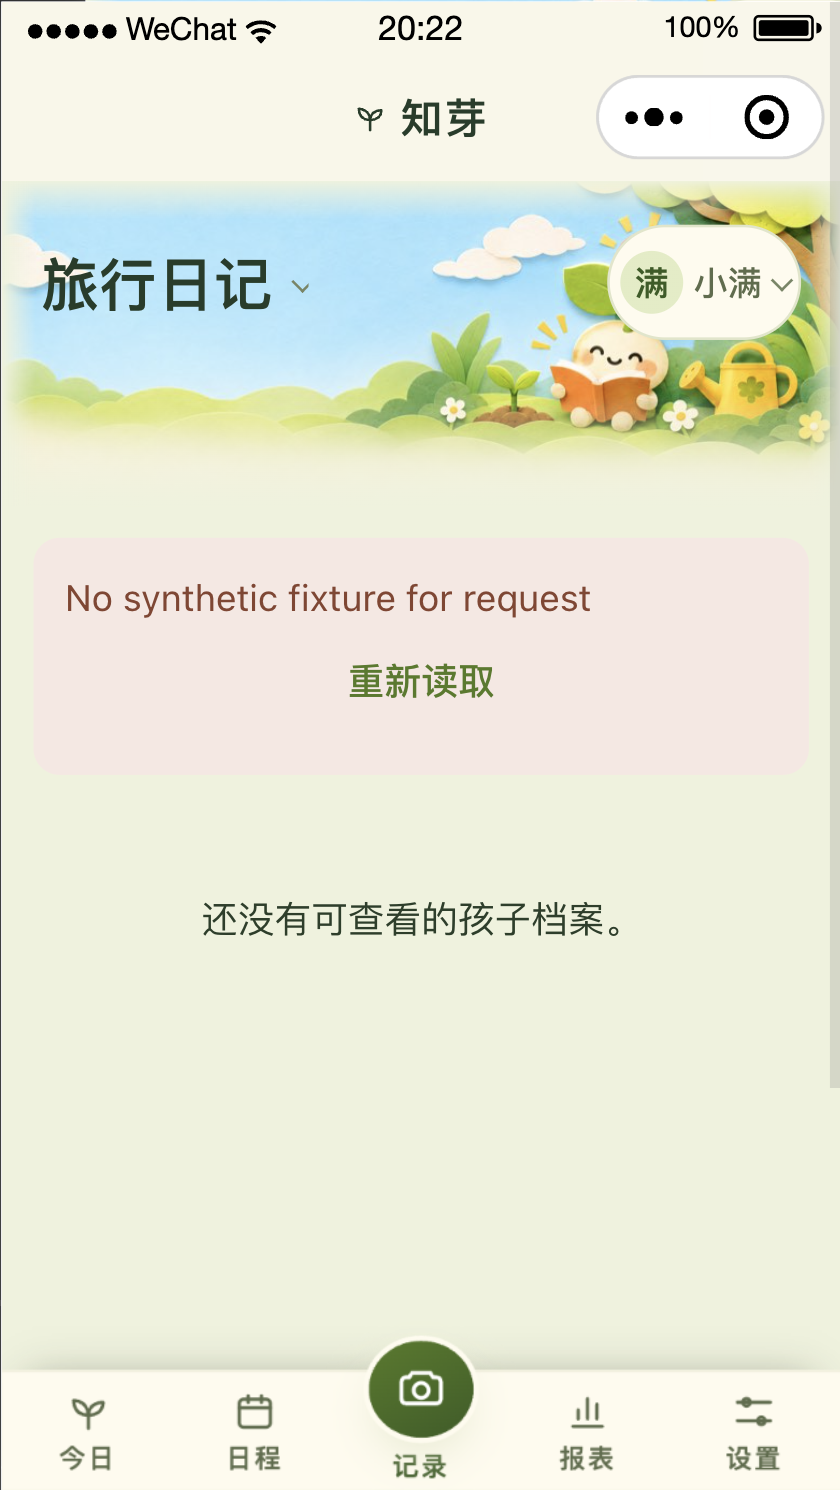 WeChat 20:22 100%
知芽
旅行日记
满 小满
No synthetic fixture for request
重新读取
还没有可查看的孩子档案。
今日 日程 记录 报表 设置